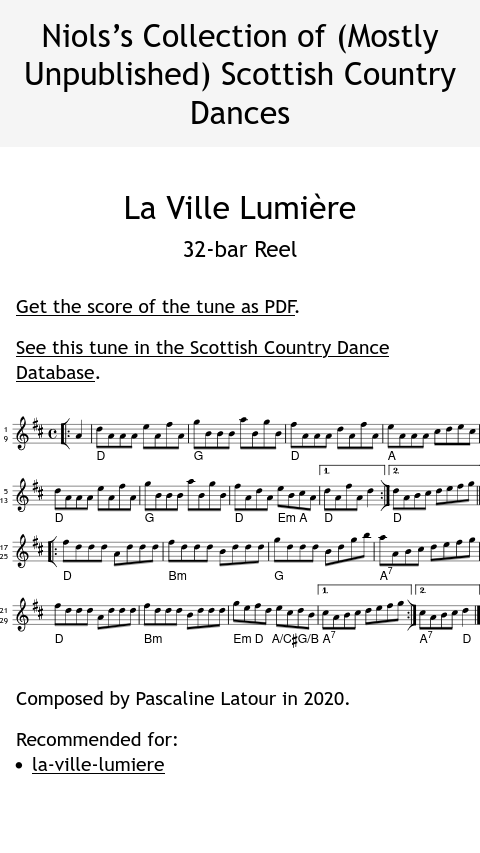 Niols’s Collection of (Mostly
Unpublished) Scottish Country
Dances
La Ville Lumière
32-bar Reel
Get the score of the tune as PDF.
See this tune in the Scottish Country Dance
Database.
1
9
D G D A
1. 2.
5
13
D G D Em A D D
17
25
D Bm G A7
1. 2.
21
29
D Bm Em D A/C♯ G/B A7 A7 D
Composed by Pascaline Latour in 2020.
Recommended for:
• la-ville-lumiere